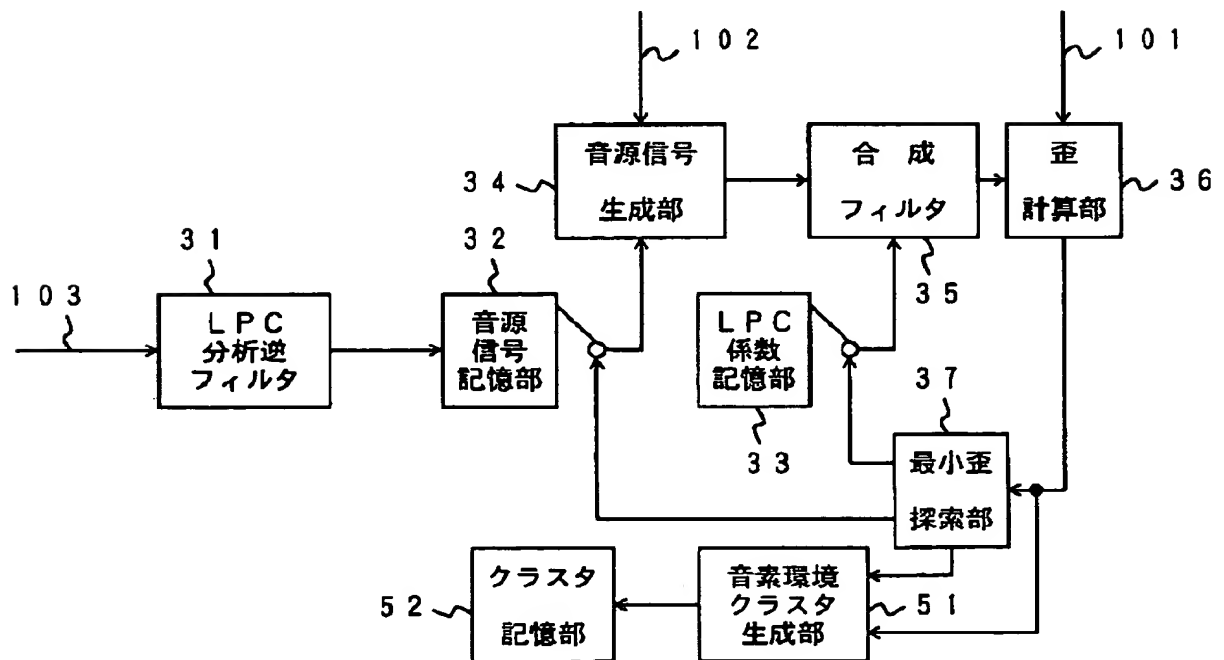 102
101
音源信号
生成部
34
合 成
フィルタ
35
歪
計算部
36
31
103
LPC
分析逆
フィルタ
32
音源
信号
記憶部
LPC
係数
記憶部
33
37
最小歪
探索部
クラスタ
記憶部
52
音素環境
クラスタ
生成部
51